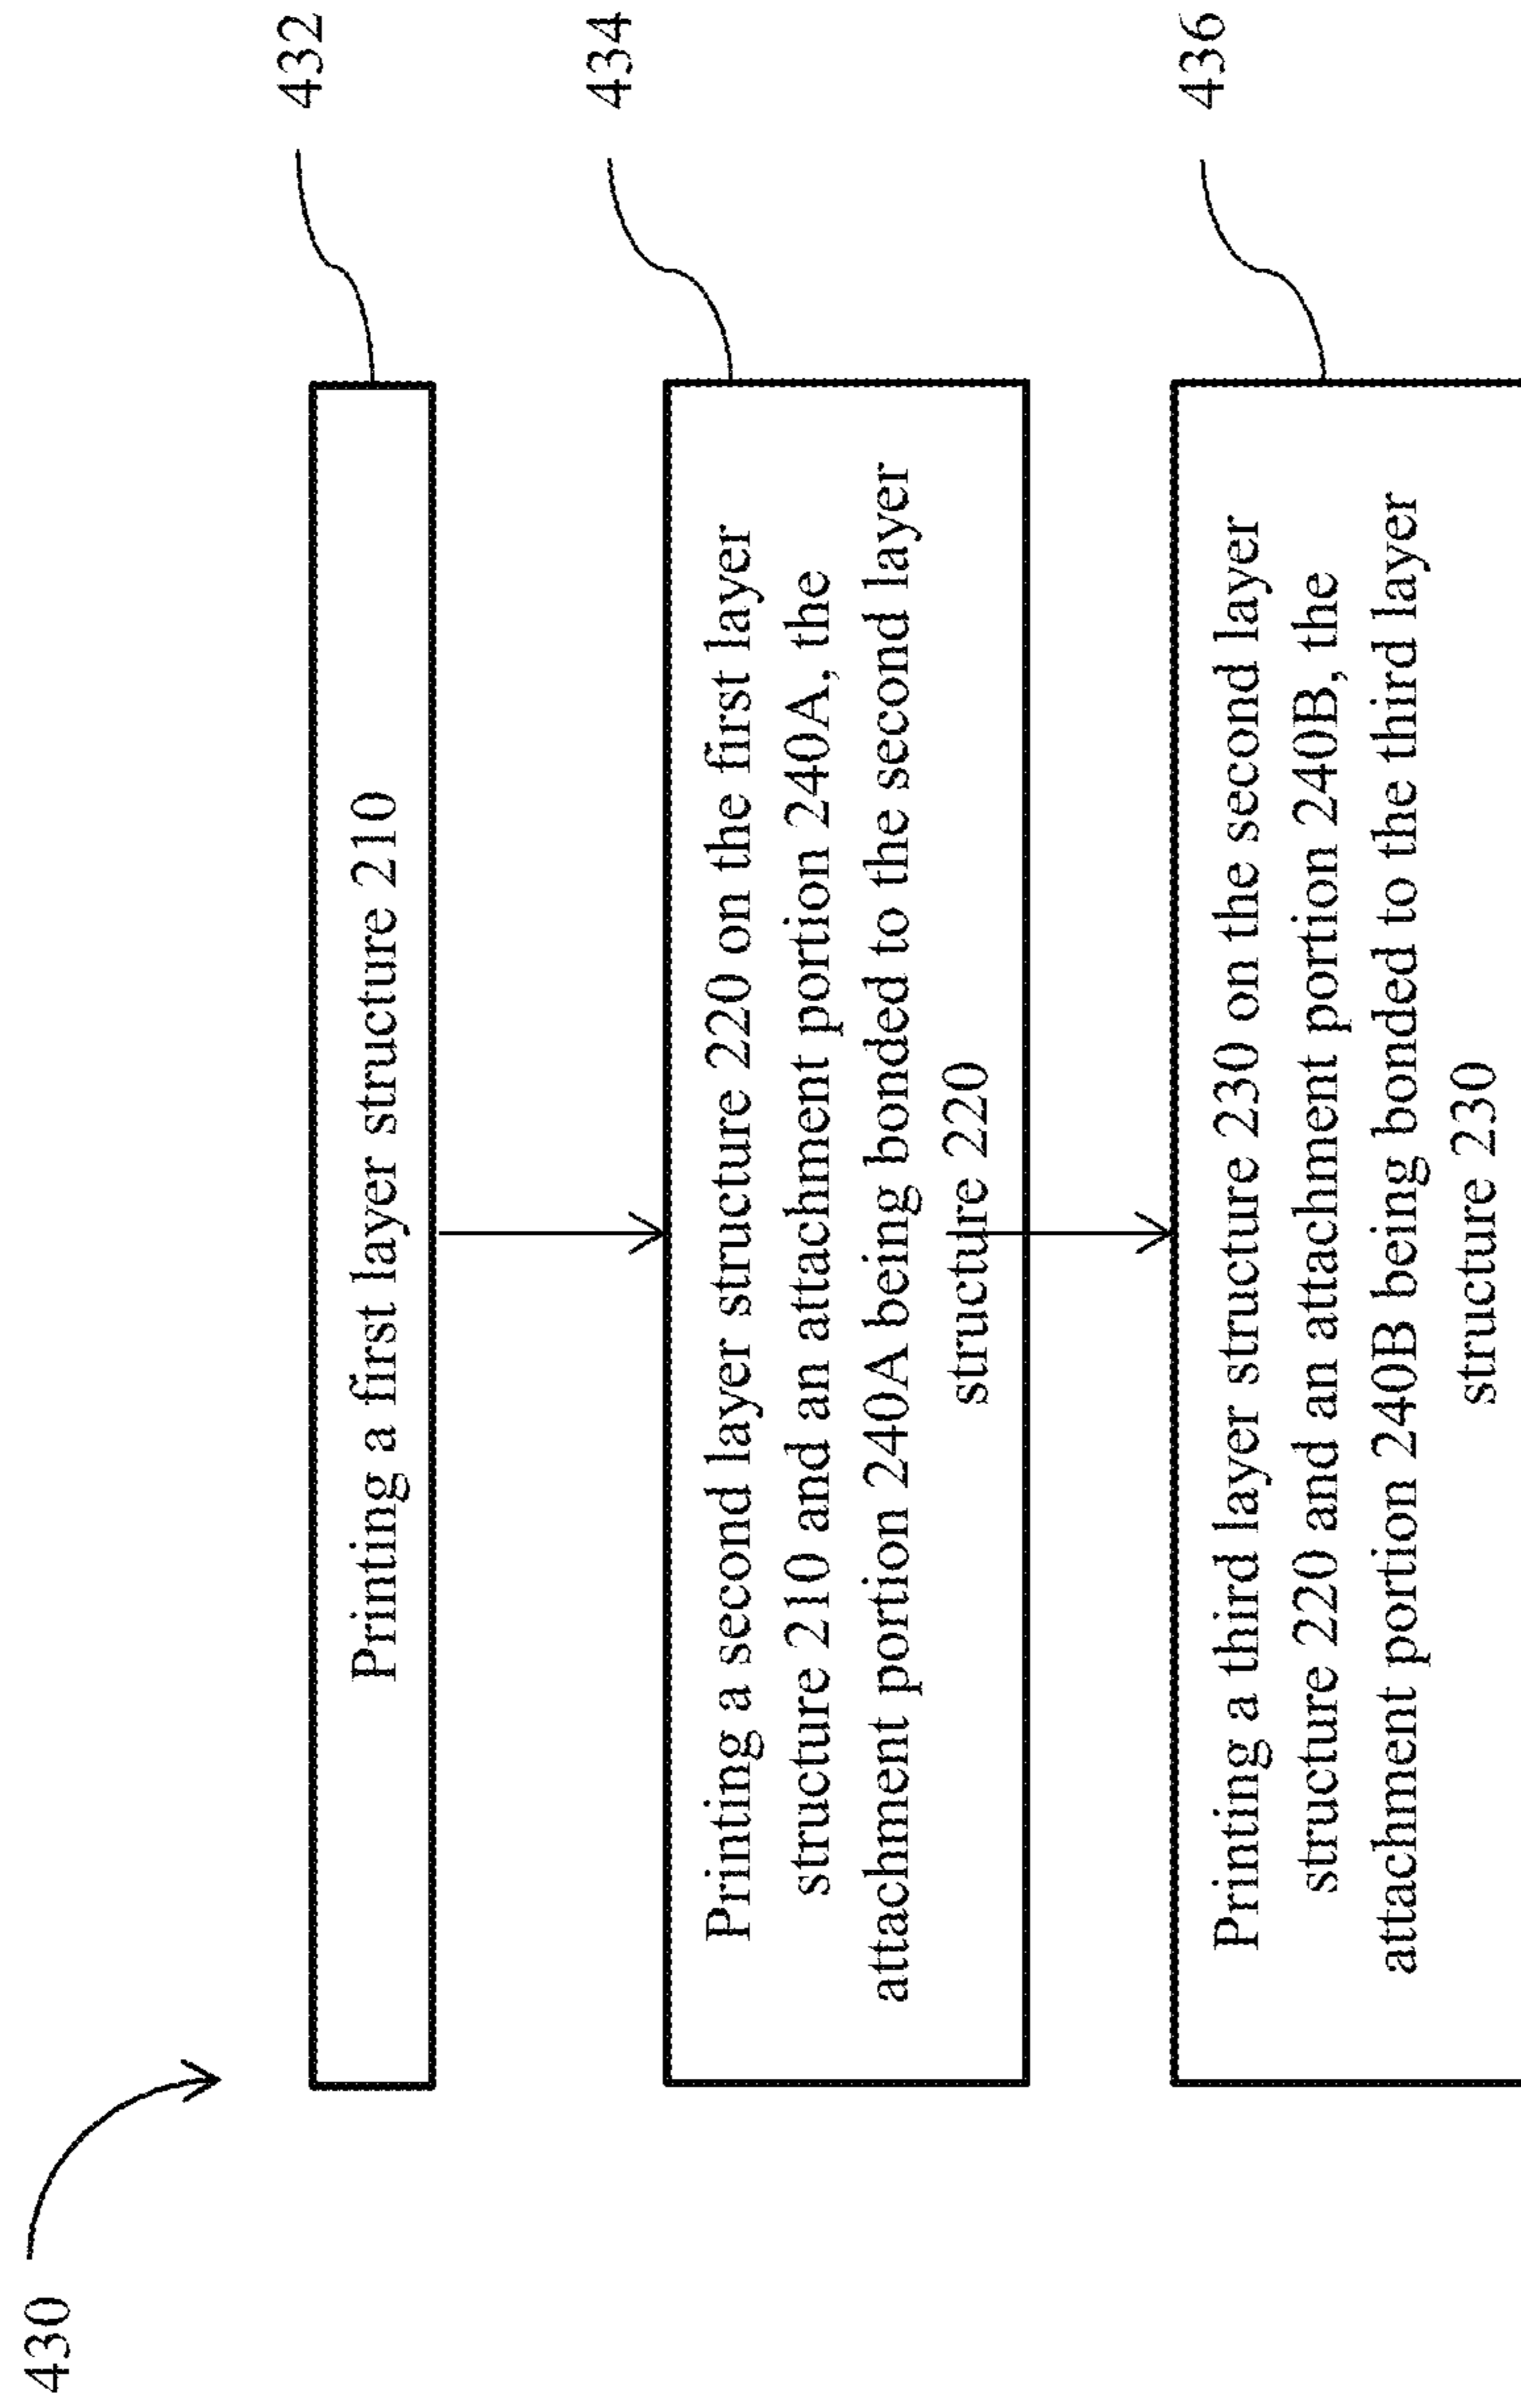 430
Printing a first layer structure 210
432
Printing a second layer structure 220 on the first layer
structure 210 and an attachment portion 240A, the
attachment portion 240A being bonded to the second layer
structure 220
434
Printing a third layer structure 230 on the second layer
structure 220 and an attachment portion 240B, the
attachment portion 240B being bonded to the third layer
structure 230
436